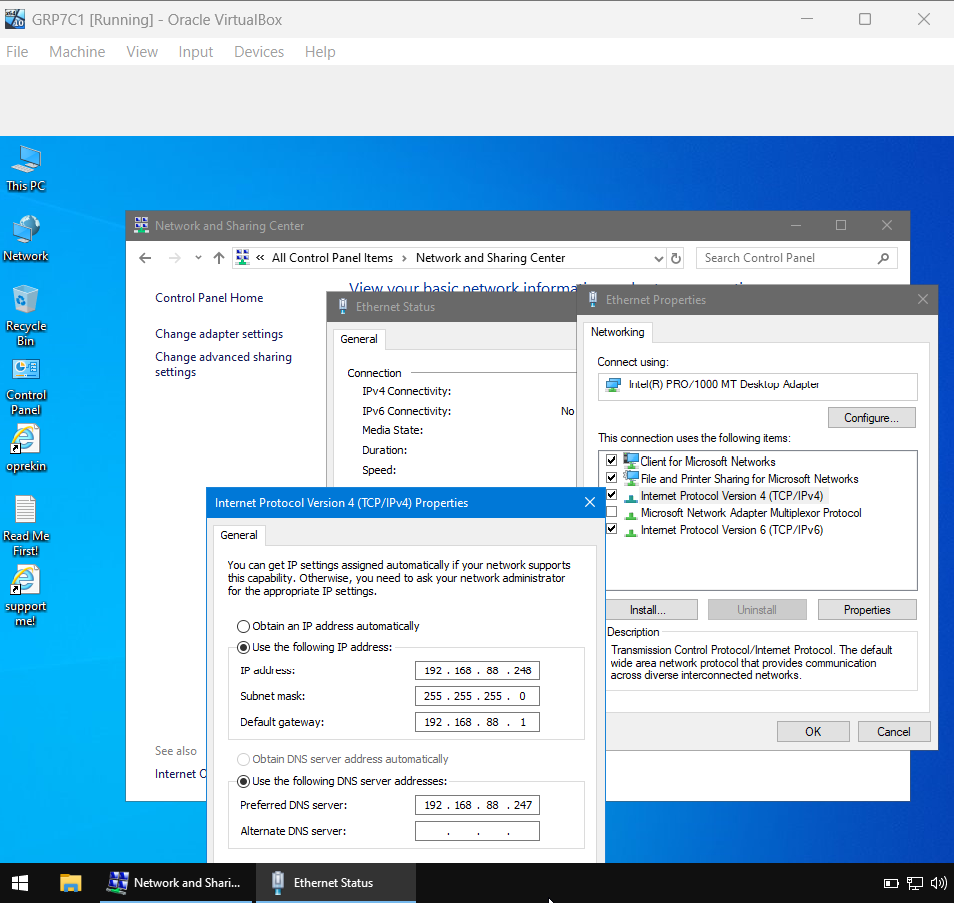 GRP7C1 [Running] - Oracle VirtualBox
File Machine View Input Devices Help
This PC
Network
Recycle
Bin
Control
Panel
oprekin
Read Me
First!
support
me!
Network and Sharing Center
« All Control Panel Items › Network and Sharing Center
Search Control Panel
Control Panel Home
Change adapter settings
Change advanced sharing
settings
See also
Internet O
View your basic network informa
Ethernet Status
General
Connection
IPv4 Connectivity:
IPv6 Connectivity: No
Media State:
Duration:
Speed:
Ethernet Properties
Networking
Connect using:
Intel(R) PRO/1000 MT Desktop Adapter
Configure...
This connection uses the following items:
Client for Microsoft Networks
File and Printer Sharing for Microsoft Networks
Internet Protocol Version 4 (TCP/IPv4)
Microsoft Network Adapter Multiplexor Protocol
Internet Protocol Version 6 (TCP/IPv6)
Install... Uninstall Properties
Description
Transmission Control Protocol/Internet Protocol. The default
wide area network protocol that provides communication
across diverse interconnected networks.
OK Cancel
Internet Protocol Version 4 (TCP/IPv4) Properties
General
You can get IP settings assigned automatically if your network supports
this capability. Otherwise, you need to ask your network administrator
for the appropriate IP settings.
Obtain an IP address automatically
Use the following IP address:
IP address: 192 . 168 . 88 . 248
Subnet mask: 255 . 255 . 255 . 0
Default gateway: 192 . 168 . 88 . 1
Obtain DNS server address automatically
Use the following DNS server addresses:
Preferred DNS server: 192 . 168 . 88 . 247
Alternate DNS server: . . .
Network and Shari...
Ethernet Status